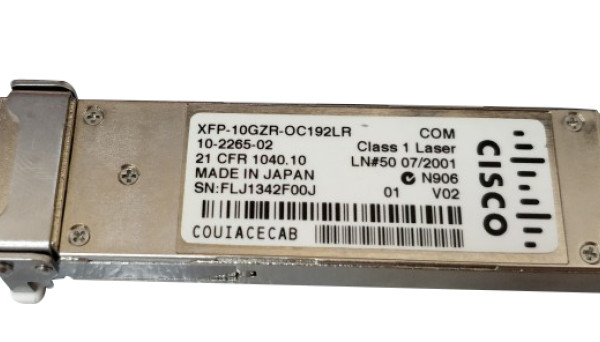 XFP-10GZR-OC192LR COM
10-2265-02 Class 1 Laser
21 CFR 1040.10 LN#50 07/2001
MADE IN JAPAN N906
SN:FLJ1342F00J 01 V02
COUIACECAB
CISCO